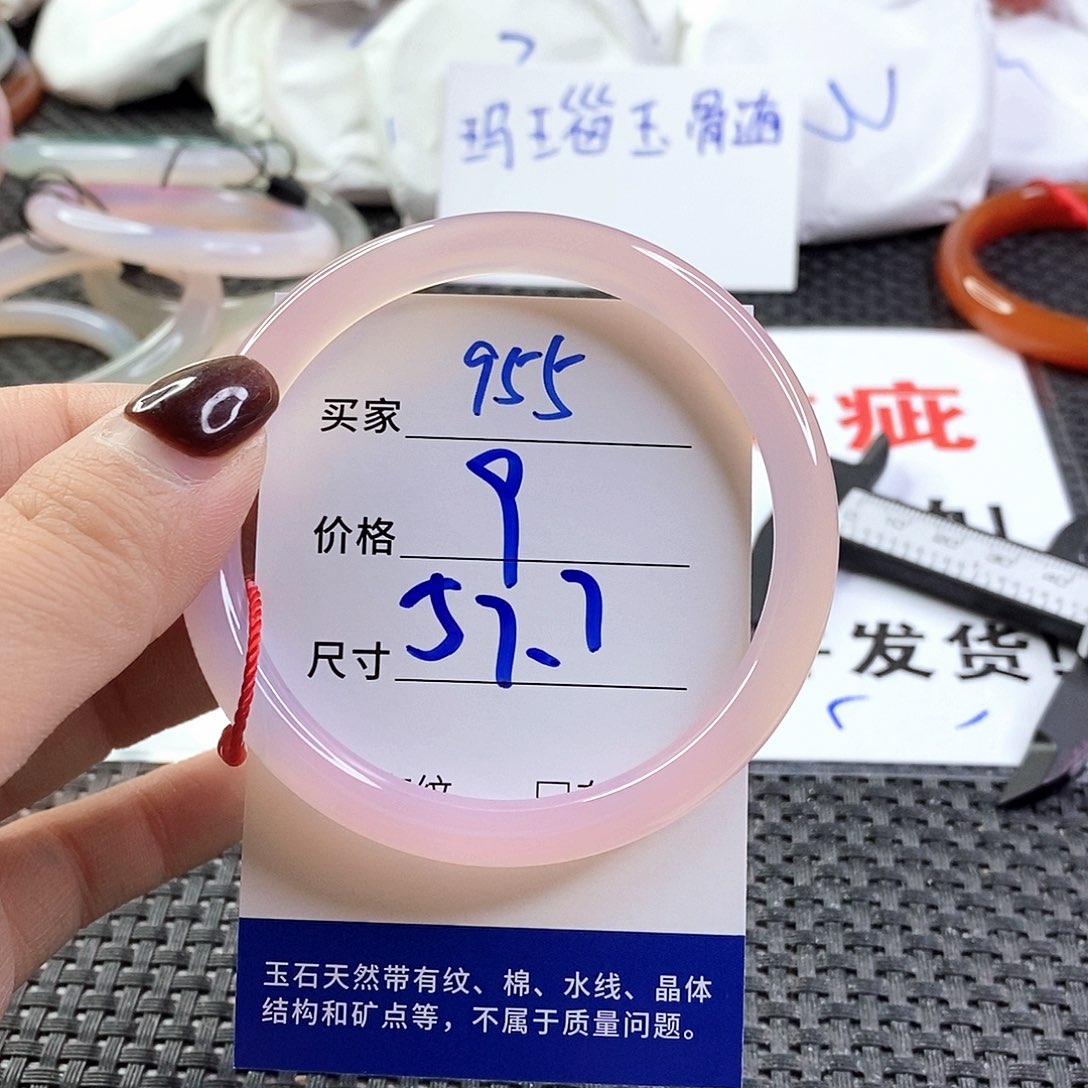 玛瑙玉骨髓
买家 955
价格 9
尺寸 57.7
疵
发货!
纹
玉石天然带有纹、棉、水线、晶体
结构和矿点等，不属于质量问题。